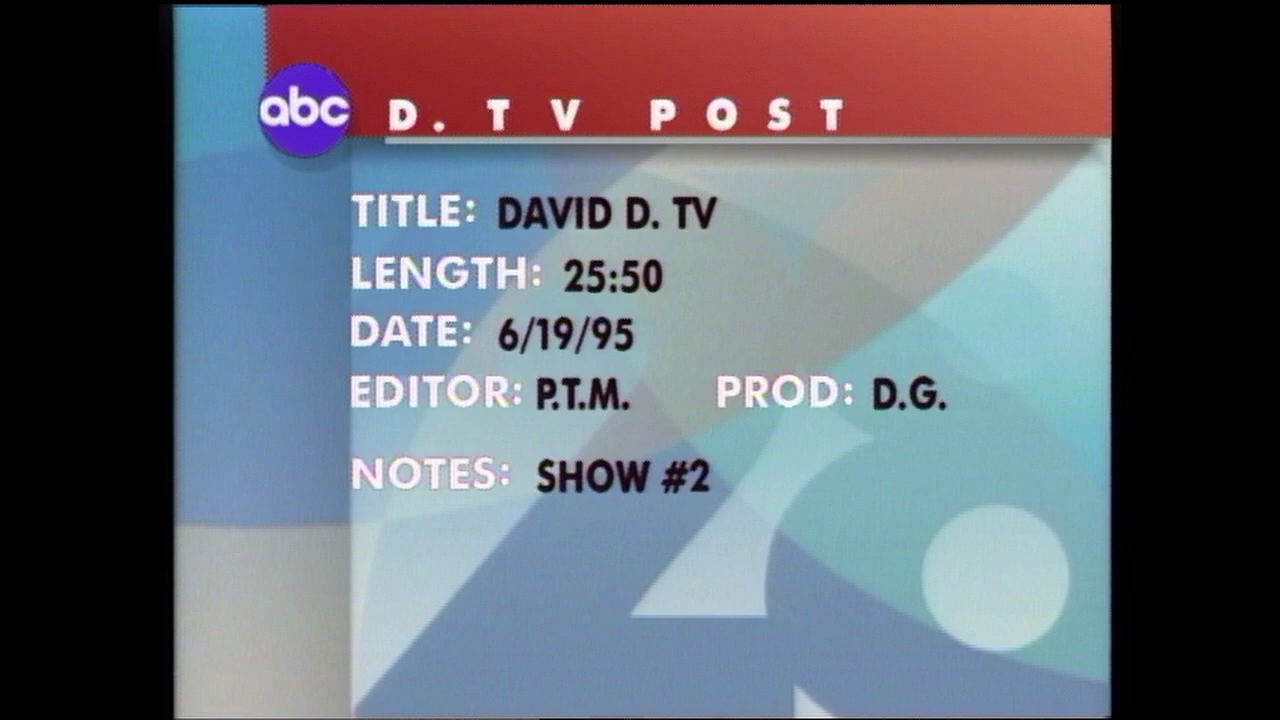 abc D. TV POST
TITLE: DAVID D. TV
LENGTH: 25:50
DATE: 6/19/95
EDITOR: P.T.M. PROD: D.G.
NOTES: SHOW #2